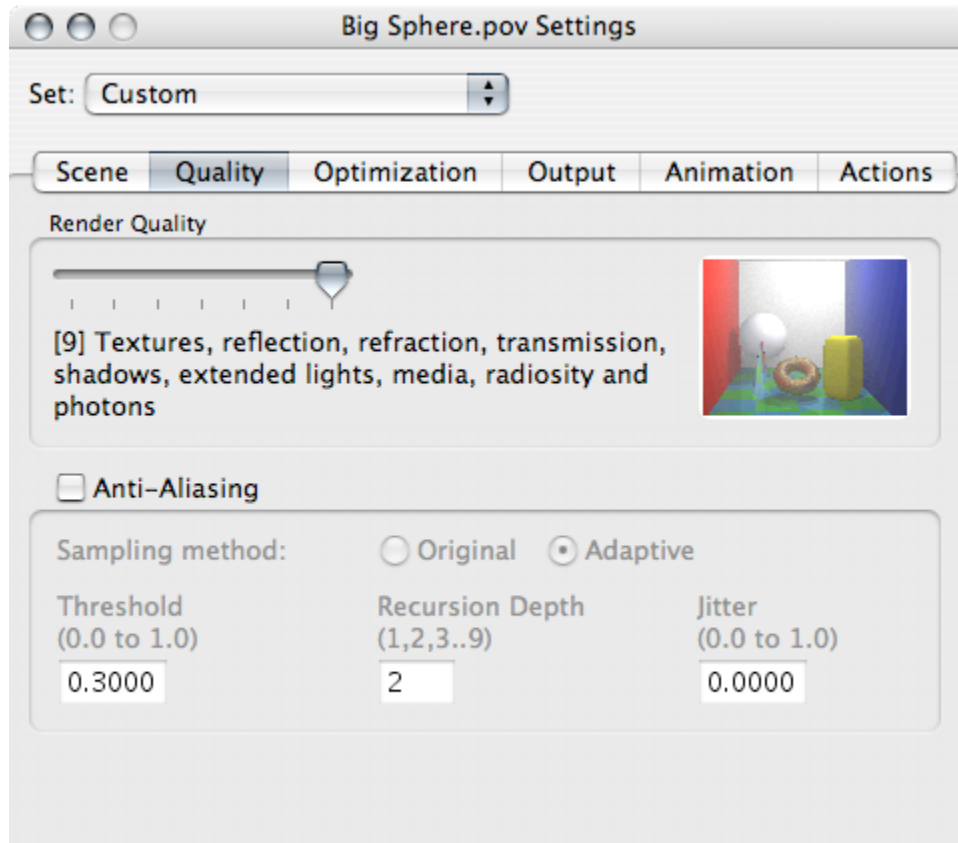 Big Sphere.pov Settings
Set: Custom
Scene Quality Optimization Output Animation Actions
Render Quality
[9] Textures, reflection, refraction, transmission,
shadows, extended lights, media, radiosity and
photons
Anti-Aliasing
Sampling method: Original Adaptive
Threshold Recursion Depth Jitter
(0.0 to 1.0) (1,2,3..9) (0.0 to 1.0)
0.3000 2 0.0000